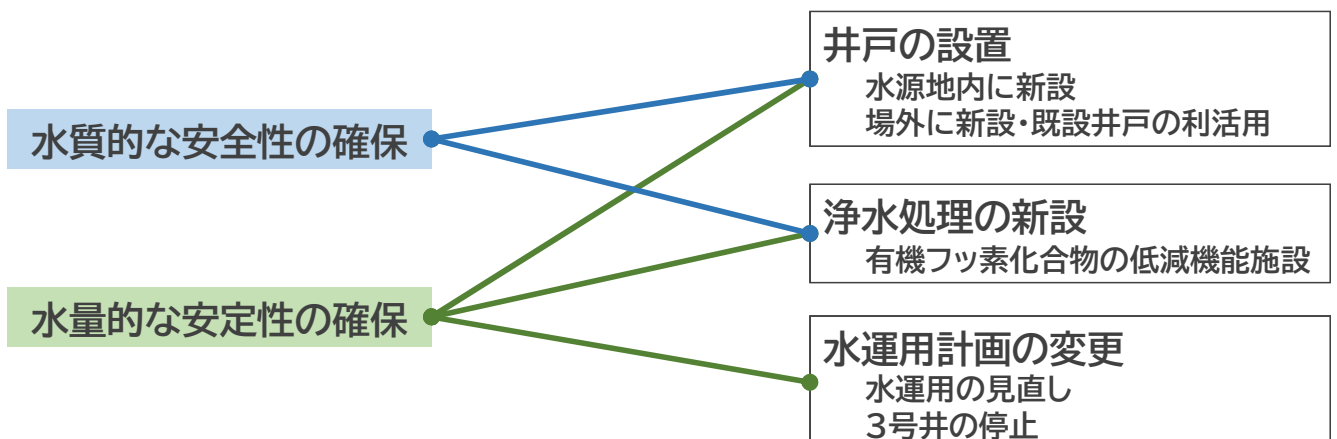 井戸の設置
水源地内に新設
場外に新設・既設井戸の利活用
水質的な安全性の確保
浄水処理の新設
有機フッ素化合物の低減機能施設
水量的な安定性の確保
水運用計画の変更
水運用の見直し
３号井の停止